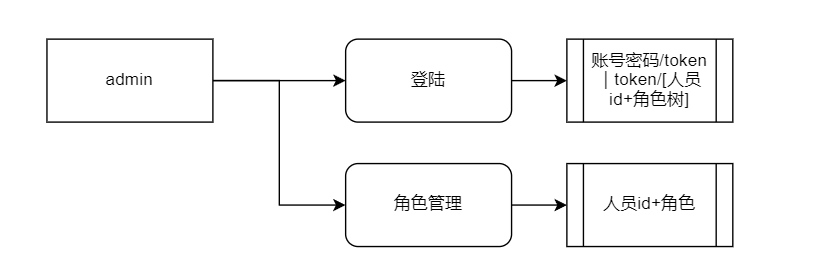 admin
登陆
账号密码/token
| token/[人员
id+角色树]
角色管理
人员id+角色